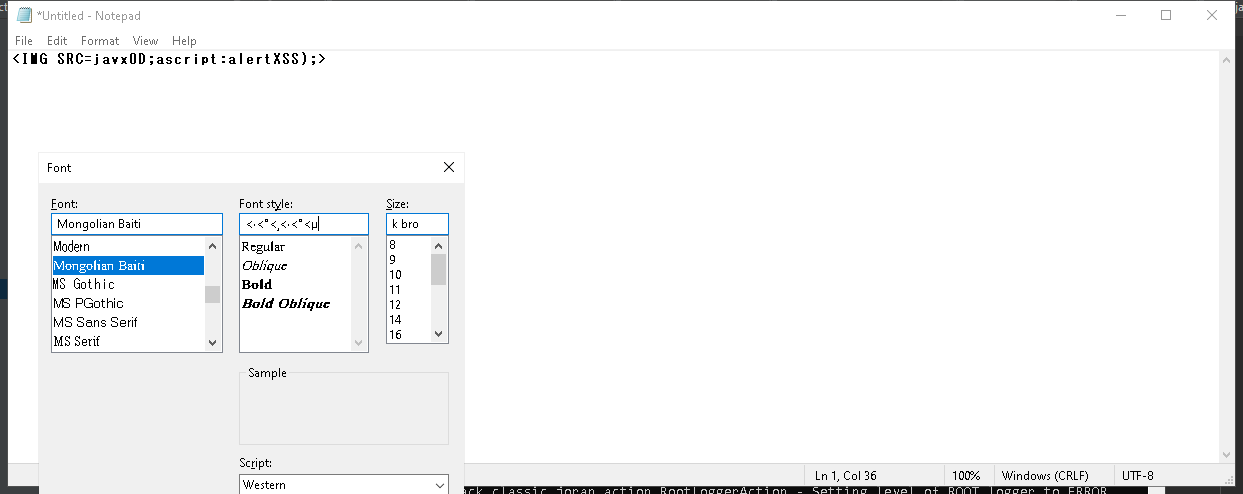 *Untitled - Notepad
File Edit Format View Help
<IMG SRC=javx0D;ascript:alertXSS);>
Font
Font: Font style: Size:
Mongolian Baiti <·<°<,<·<°<µ k bro
Modern
Mongolian Baiti
MS Gothic
MS PGothic
MS Sans Serif
MS Serif
Regular
Oblique
Bold
Bold Oblique
8
9
10
11
12
14
16
Sample
Script:
Western
Ln 1, Col 36 100% Windows (CRLF) UTF-8
ack.classic.joran.action.RootLoggerAction - Setting level of ROOT logger to ERROR